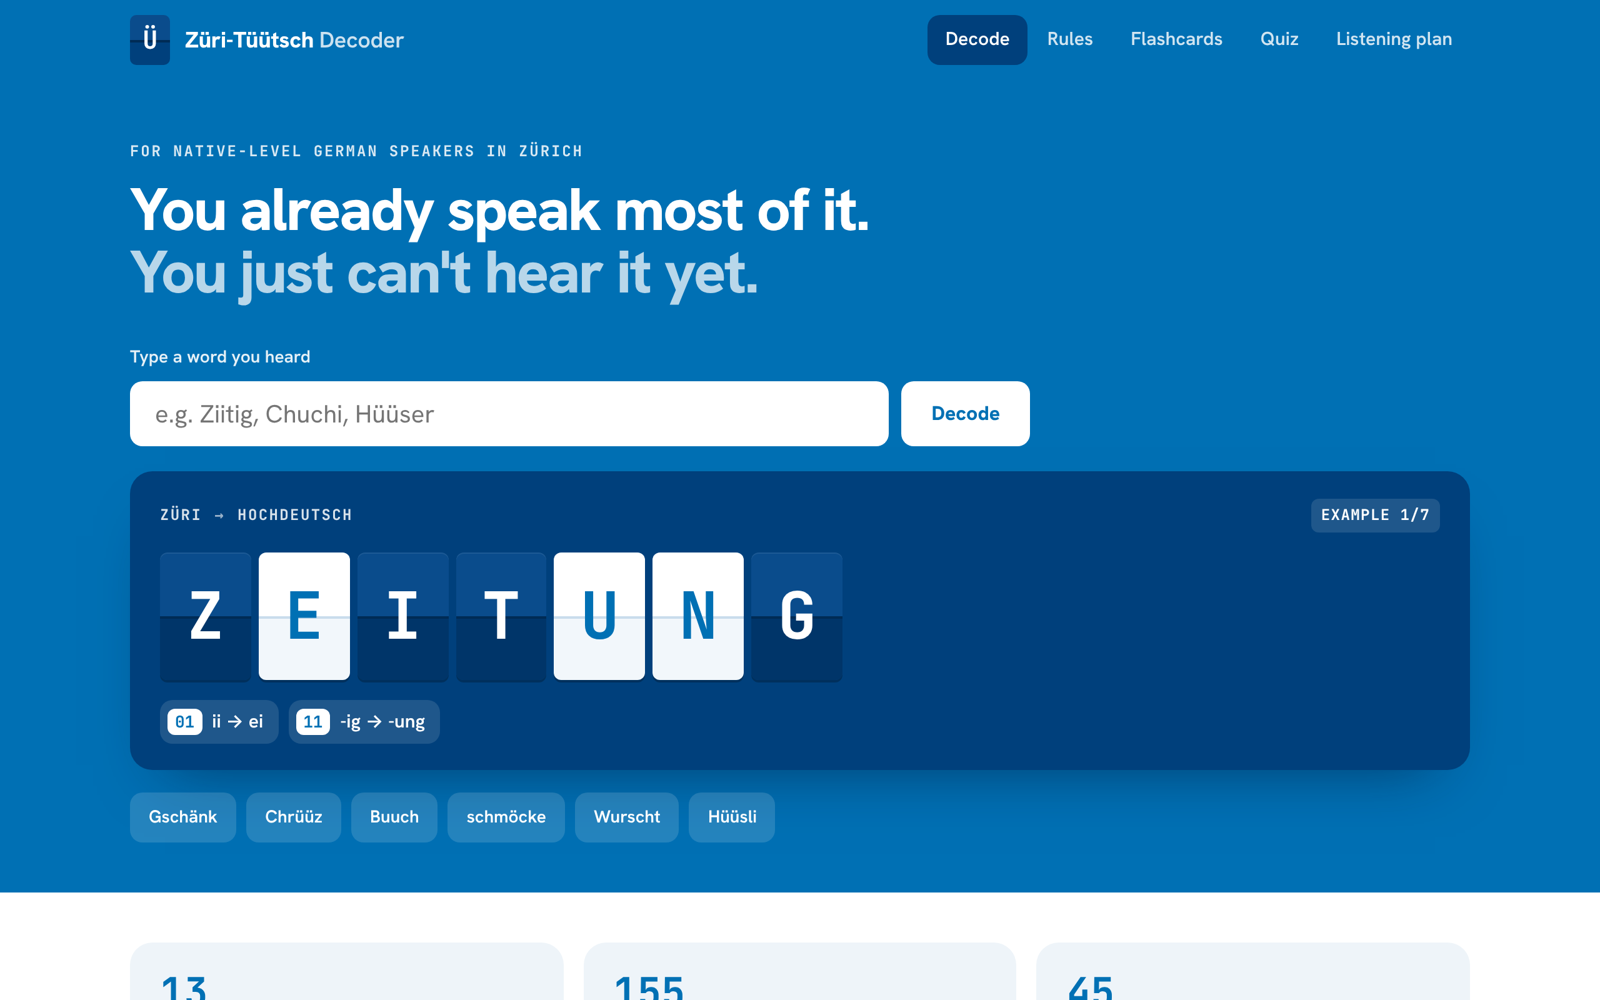 Ü Züri-Tüütsch Decoder
Decode Rules Flashcards Quiz Listening plan
FOR NATIVE-LEVEL GERMAN SPEAKERS IN ZÜRICH
You already speak most of it.
You just can't hear it yet.
Type a word you heard
e.g. Ziitig, Chuchi, Hüüser
Decode
ZÜRI → HOCHDEUTSCH
EXAMPLE 1/7
ZEITUNG
01 ii → ei 11 -ig → -ung
Gschänk Chrüüz Buuch schmöcke Wurscht Hüüsli
13 155 45